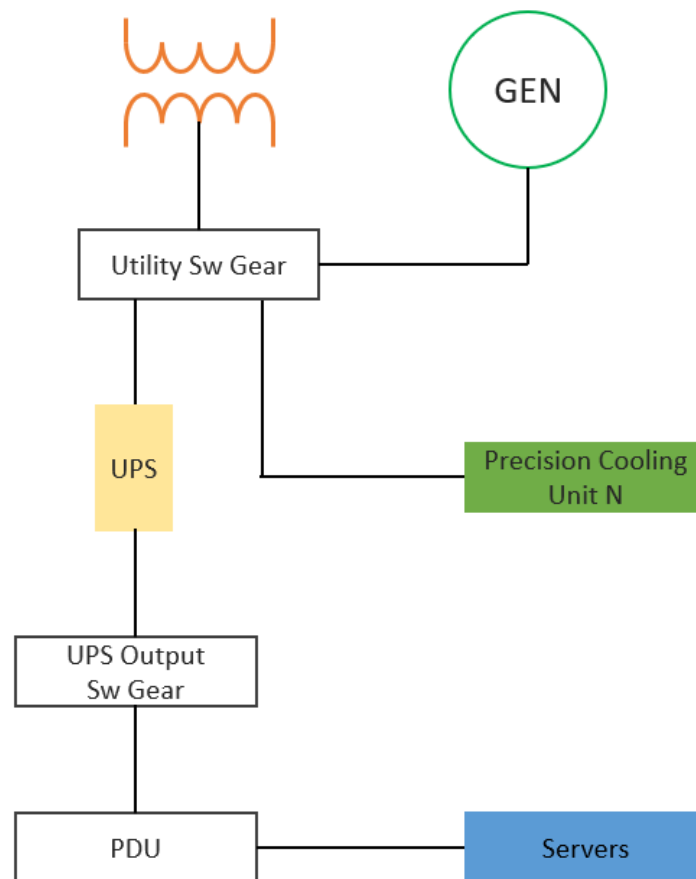 GEN
Utility Sw Gear
UPS
Precision Cooling
Unit N
UPS Output
Sw Gear
PDU
Servers